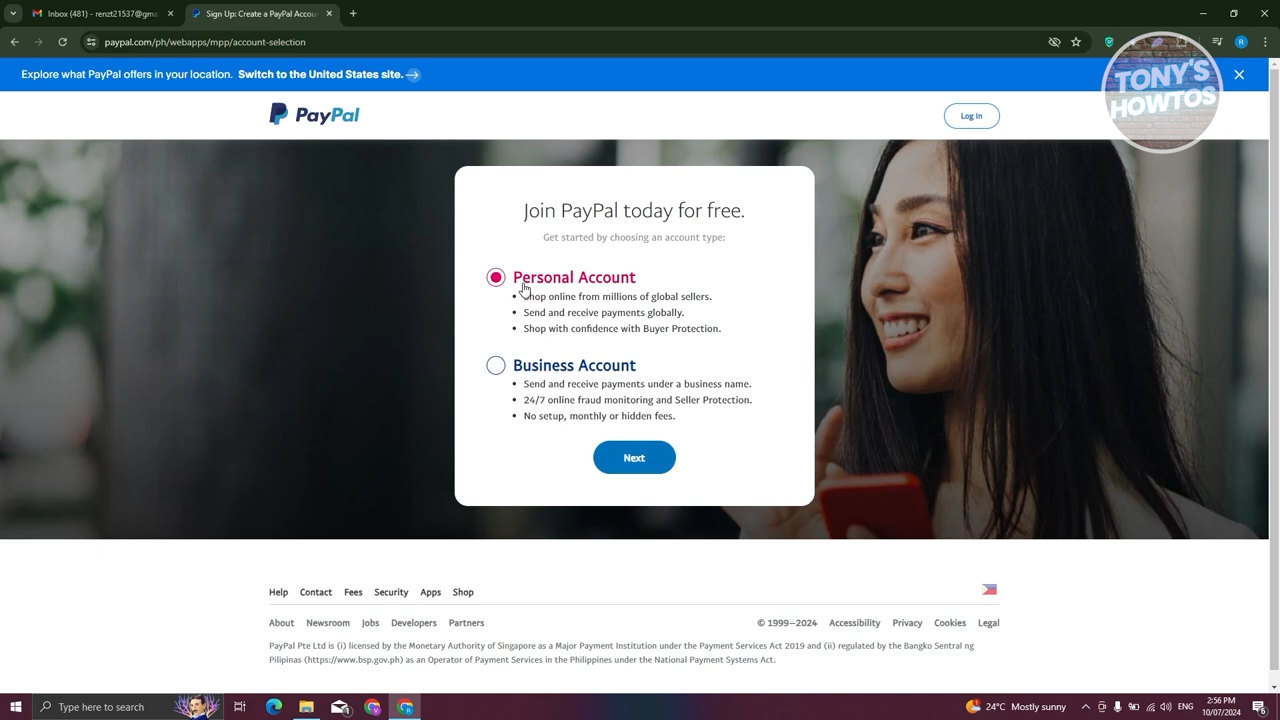 Inbox (481) - renzt21537@gma
Sign Up: Create a PayPal Accou
paypal.com/ph/webapps/mpp/account-selection
R
Explore what PayPal offers in your location. Switch to the United States site.
TONY'S
HOWTOS
PayPal
Log In
Join PayPal today for free.
Get started by choosing an account type:
Personal Account
Shop online from millions of global sellers.
Send and receive payments globally.
Shop with confidence with Buyer Protection.
Business Account
Send and receive payments under a business name.
24/7 online fraud monitoring and Seller Protection.
No setup, monthly or hidden fees.
Next
Help Contact Fees Security Apps Shop
About Newsroom Jobs Developers Partners
© 1999–2024 Accessibility Privacy Cookies Legal
PayPal Pte Ltd is (i) licensed by the Monetary Authority of Singapore as a Major Payment Institution under the Payment Services Act 2019 and (ii) regulated by the Bangko Sentral ng
Pilipinas (https://www.bsp.gov.ph) as an Operator of Payment Services in the Philippines under the National Payment Systems Act.
Type here to search
24°C Mostly sunny
ENG
2:56 PM
10/07/2024